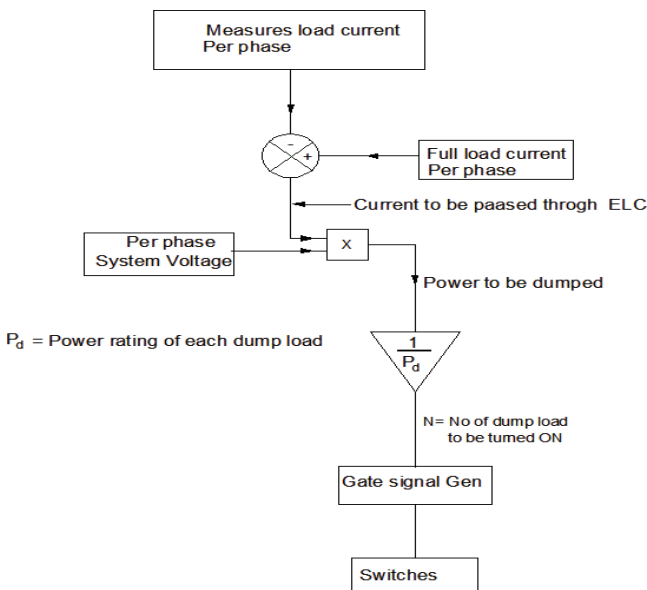 Measures load current
Per phase
-
+
Full load current
Per phase
Current to be paased throgh ELC
Per phase
System Voltage
X
Power to be dumped
Pd = Power rating of each dump load
1
Pd
N= No of dump load
to be turned ON
Gate signal Gen
Switches